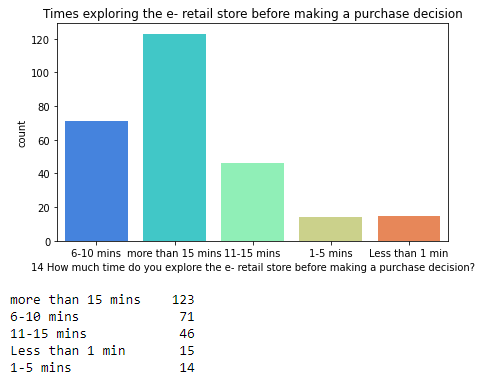 Times exploring the e- retail store before making a purchase decision
120
100
80
60
40
20
0
count
6-10 mins more than 15 mins 11-15 mins 1-5 mins Less than 1 min
14 How much time do you explore the e- retail store before making a purchase decision?
more than 15 mins 123
6-10 mins 71
11-15 mins 46
Less than 1 min 15
1-5 mins 14